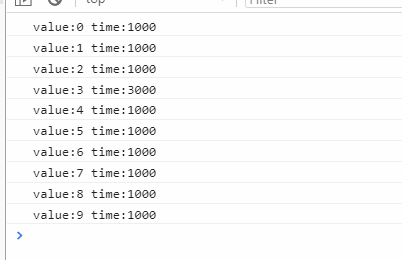 top
Filter
value:0 time:1000
value:1 time:1000
value:2 time:1000
value:3 time:3000
value:4 time:1000
value:5 time:1000
value:6 time:1000
value:7 time:1000
value:8 time:1000
value:9 time:1000